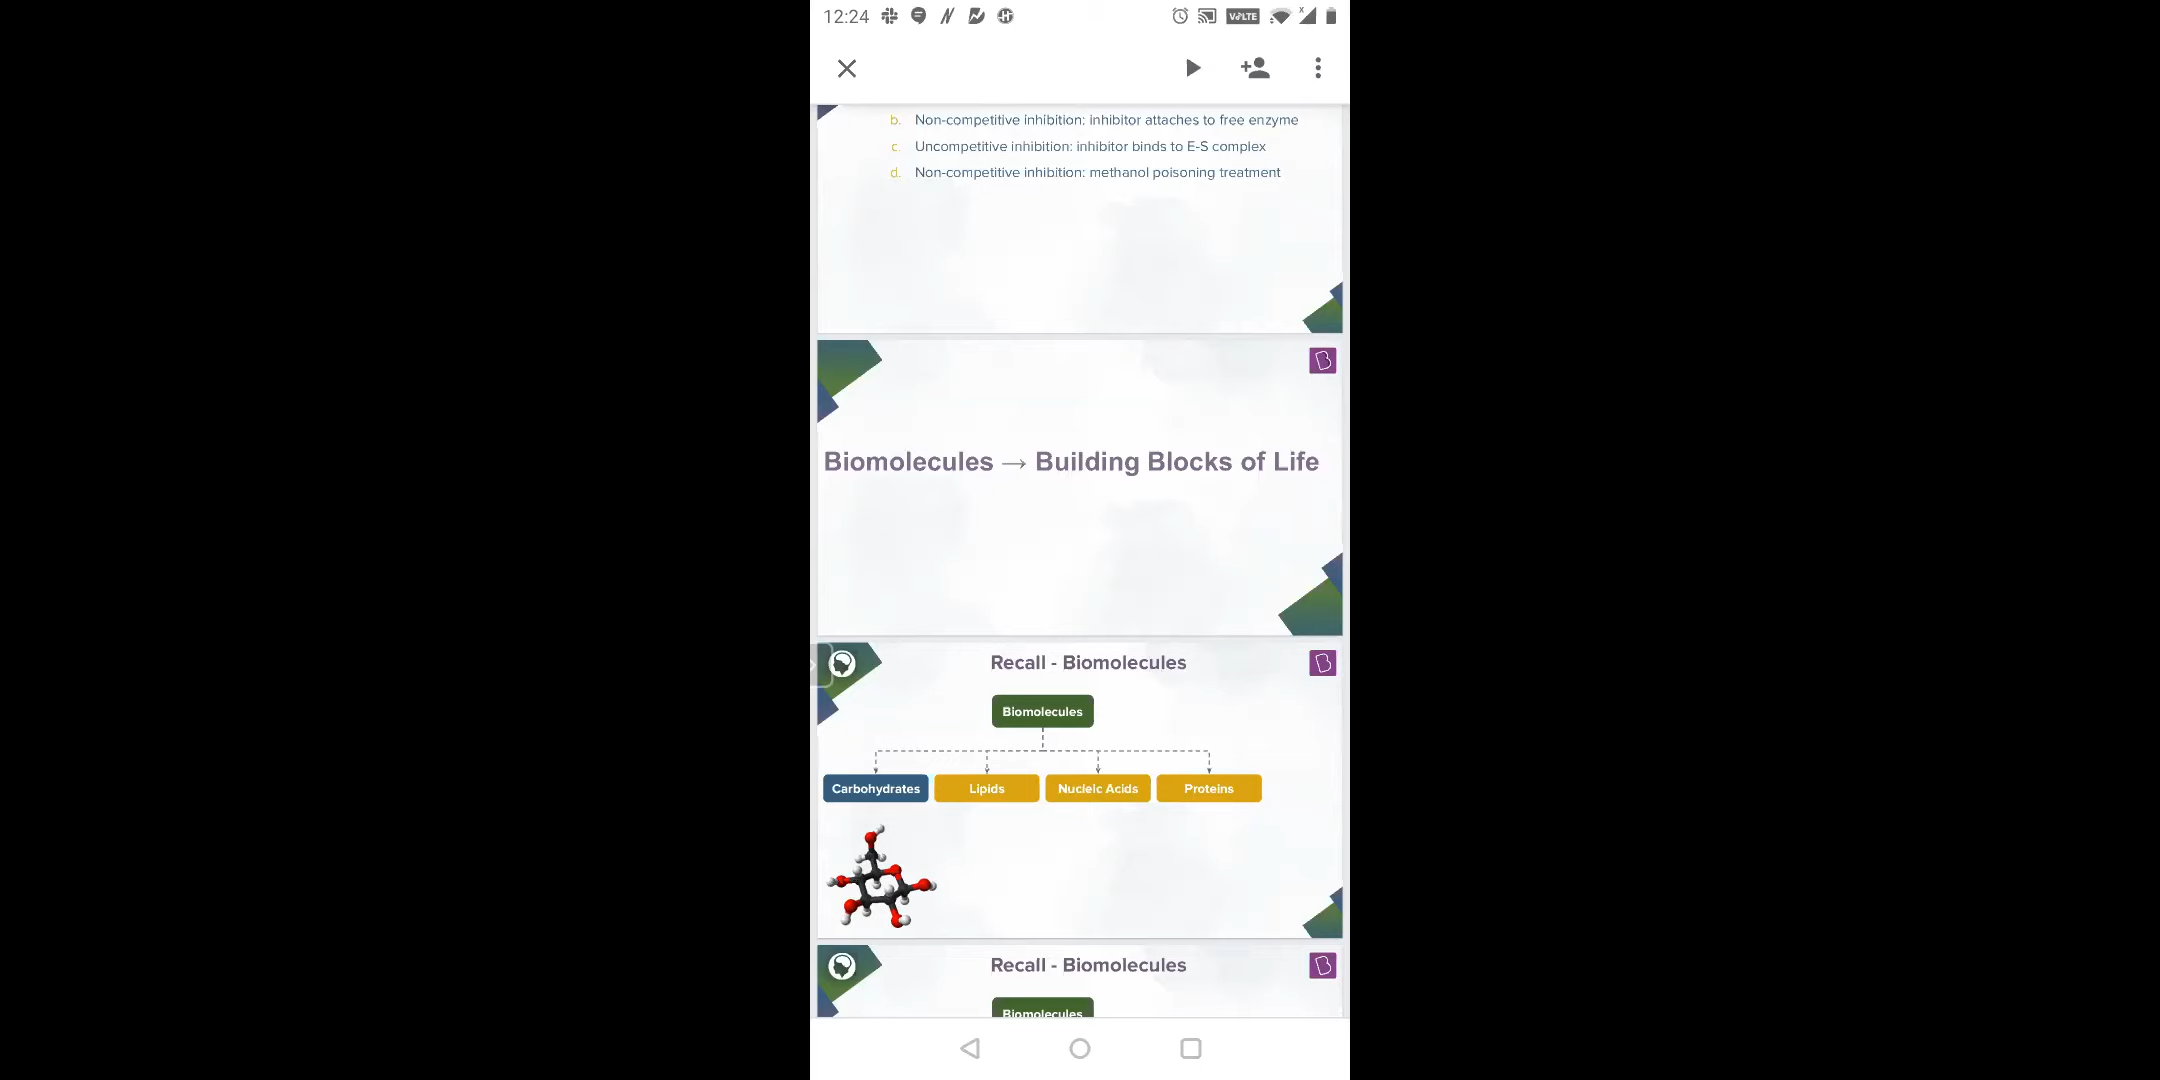 12:24
VoLTE
b. Non-competitive inhibition: inhibitor attaches to free enzyme
c. Uncompetitive inhibition: inhibitor binds to E-S complex
d. Non-competitive inhibition: methanol poisoning treatment
B
Biomolecules → Building Blocks of Life
Recall - Biomolecules
B
Biomolecules
Carbohydrates Lipids Nucleic Acids Proteins
Recall - Biomolecules
B
Biomolecules